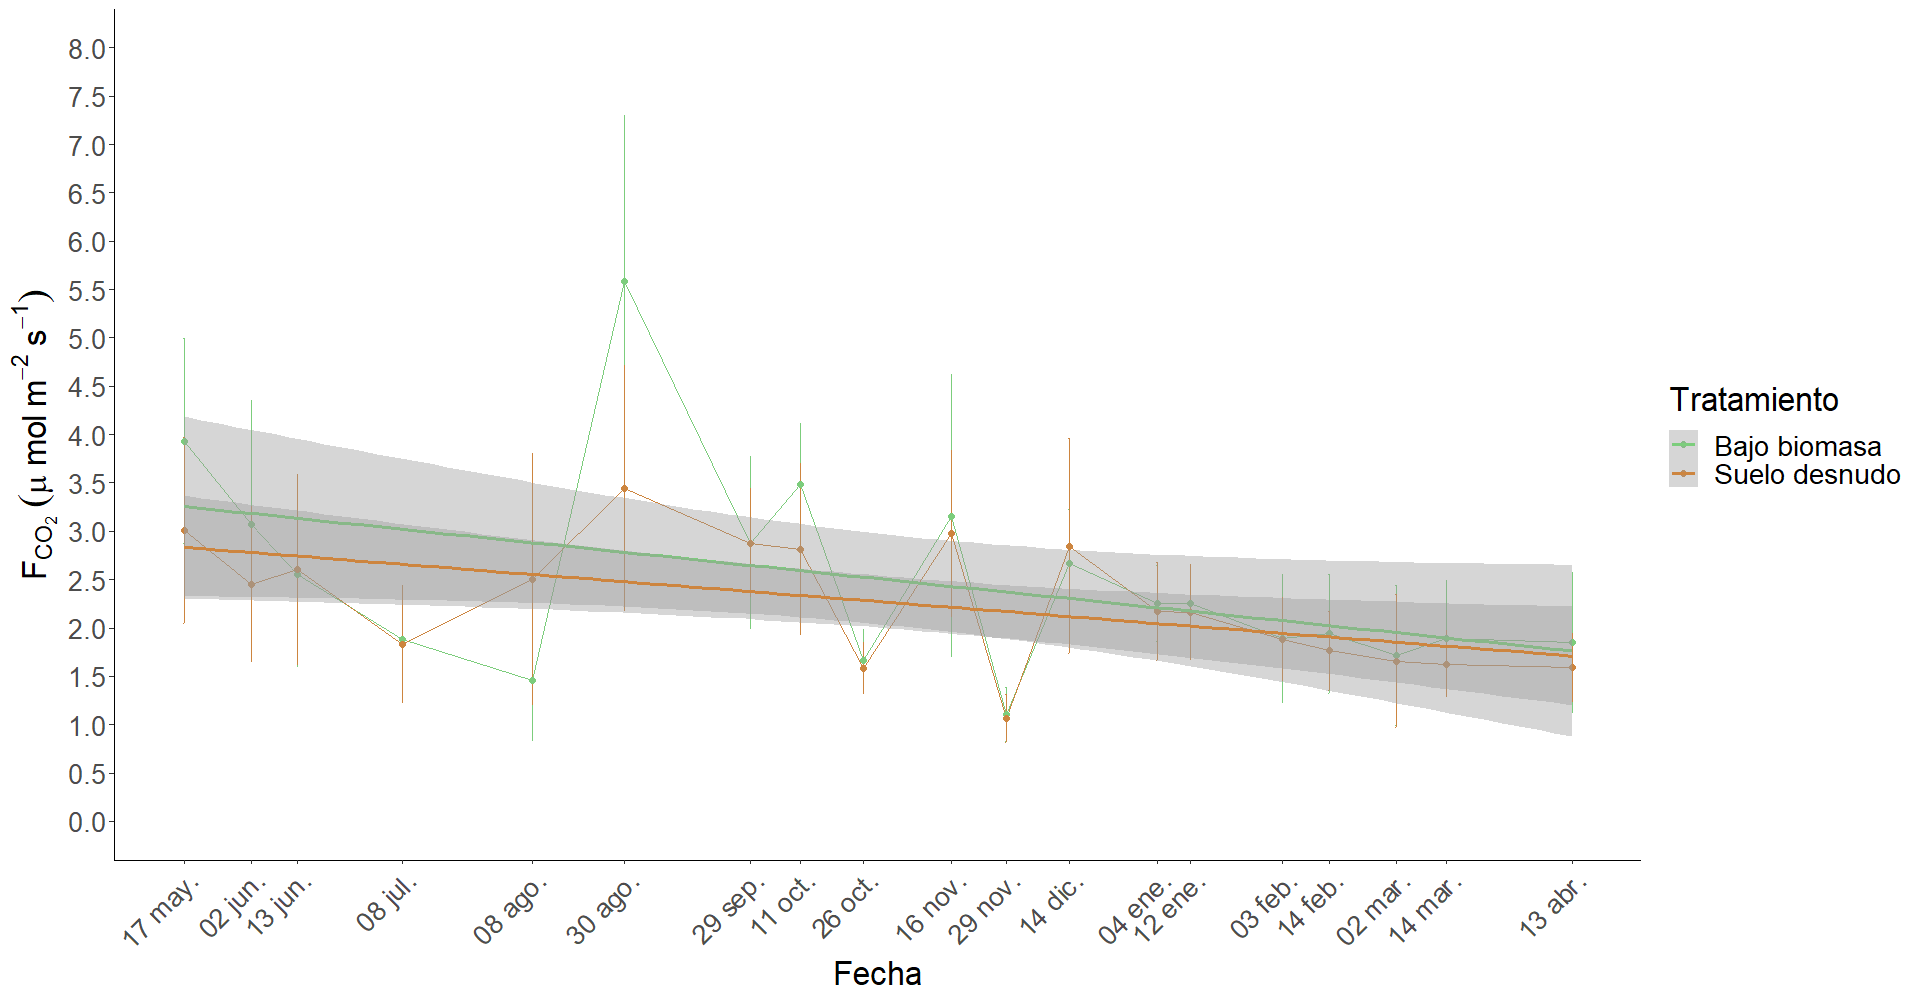 8.0
7.5
7.0
6.5
6.0
5.5
5.0
4.5
4.0
3.5
3.0
2.5
2.0
1.5
1.0
0.5
0.0
F_CO₂ (μ mol m⁻² s⁻¹)
17 may.
02 jun.
13 jun.
08 jul.
08 ago.
30 ago.
29 sep.
11 oct.
26 oct.
16 nov.
29 nov.
14 dic.
04 ene.
12 ene.
03 feb.
14 feb.
02 mar.
14 mar.
13 abr.
Fecha
Tratamiento
Bajo biomasa
Suelo desnudo